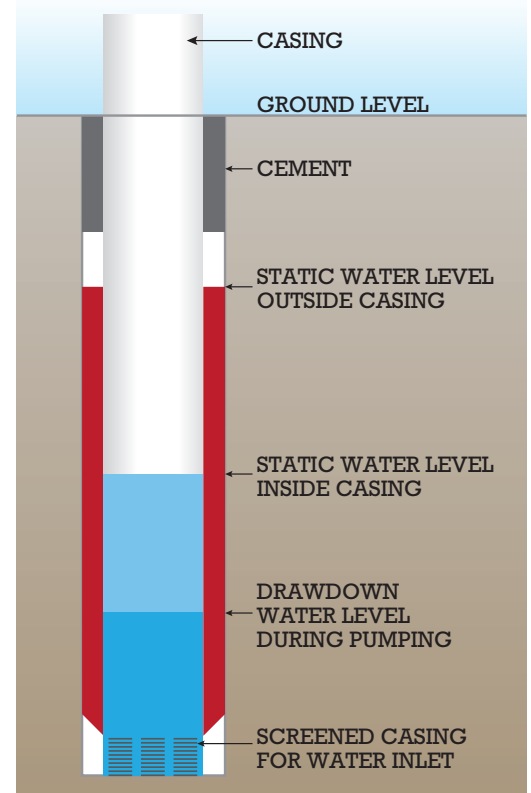 CASING
GROUND LEVEL
CEMENT
STATIC WATER LEVEL
OUTSIDE CASING
STATIC WATER LEVEL
INSIDE CASING
DRAWDOWN
WATER LEVEL
DURING PUMPING
SCREENED CASING
FOR WATER INLET